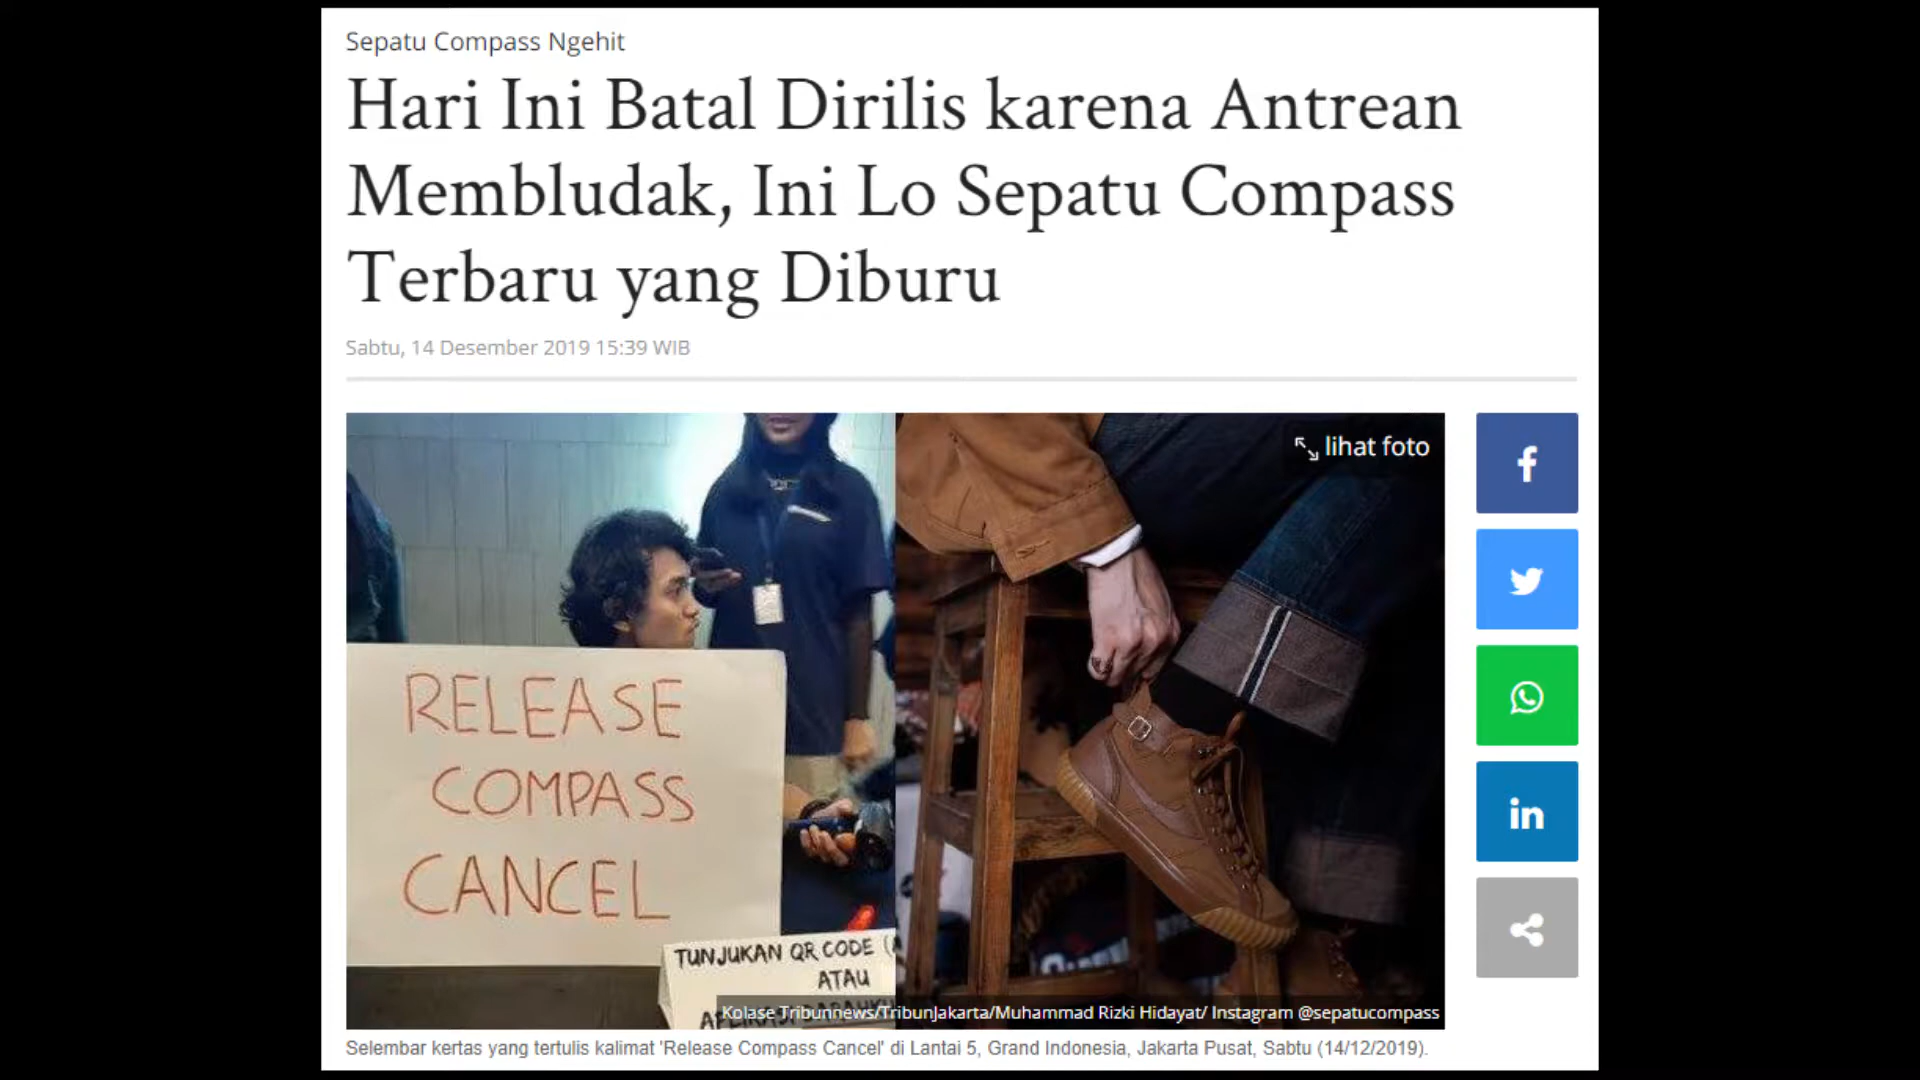 Sepatu Compass Ngehit
Hari Ini Batal Dirilis karena Antrean
Membludak, Ini Lo Sepatu Compass
Terbaru yang Diburu
Sabtu, 14 Desember 2019 15:39 WIB
lihat foto
RELEASE
COMPASS
CANCEL
TUNJUKAN QR CODE
ATAU
Kolase Tribunnews/TribunJakarta/Muhammad Rizki Hidayat/ Instagram @sepatucompass
Selembar kertas yang tertulis kalimat 'Release Compass Cancel' di Lantai 5, Grand Indonesia, Jakarta Pusat, Sabtu (14/12/2019).